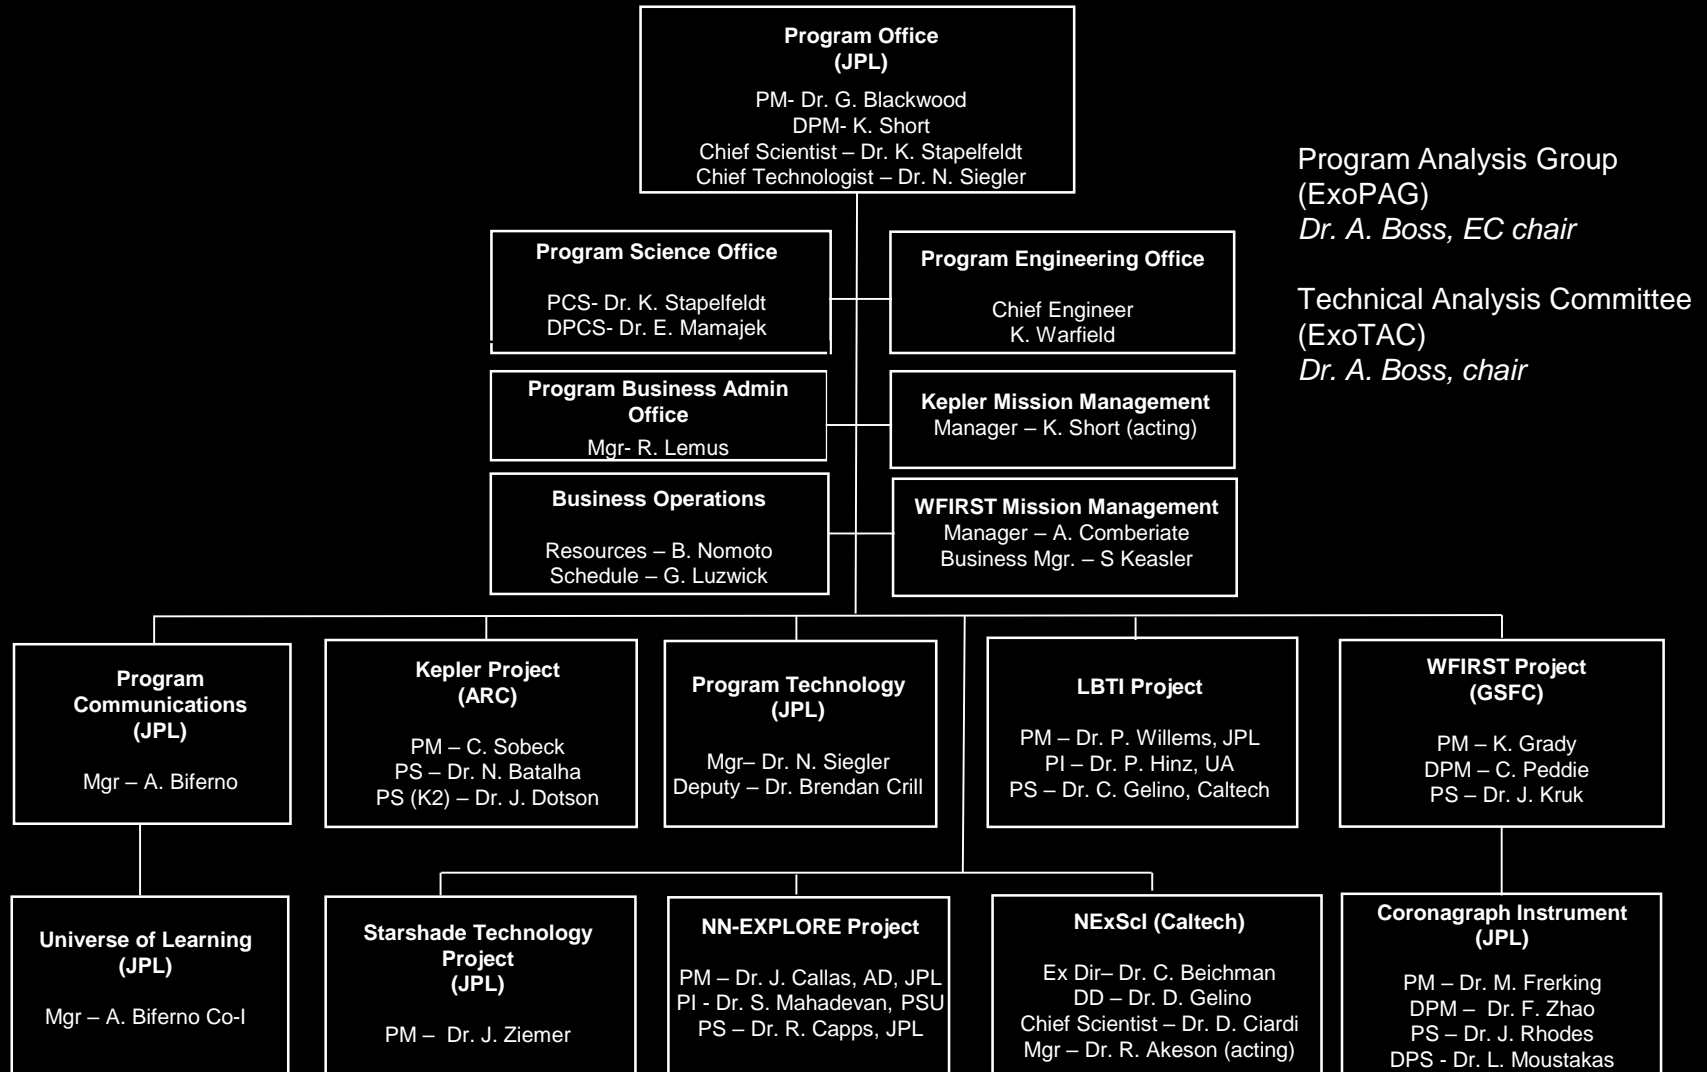 Program Office
(JPL)
PM- Dr. G. Blackwood
DPM- K. Short
Chief Scientist – Dr. K. Stapelfeldt
Chief Technologist – Dr. N. Siegler
Program Analysis Group
(ExoPAG)
Dr. A. Boss, EC chair
Technical Analysis Committee
(ExoTAC)
Dr. A. Boss, chair
Program Science Office
PCS- Dr. K. Stapelfeldt
DPCS- Dr. E. Mamajek
Program Engineering Office
Chief Engineer
K. Warfield
Program Business Admin
Office
Mgr- R. Lemus
Kepler Mission Management
Manager – K. Short (acting)
Business Operations
Resources – B. Nomoto
Schedule – G. Luzwick
WFIRST Mission Management
Manager – A. Comberiate
Business Mgr. – S Keasler
Program
Communications
(JPL)
Mgr – A. Biferno
Kepler Project
(ARC)
PM – C. Sobeck
PS – Dr. N. Batalha
PS (K2) – Dr. J. Dotson
Program Technology
(JPL)
Mgr– Dr. N. Siegler
Deputy – Dr. Brendan Crill
LBTI Project
PM – Dr. P. Willems, JPL
PI – Dr. P. Hinz, UA
PS – Dr. C. Gelino, Caltech
WFIRST Project
(GSFC)
PM – K. Grady
DPM – C. Peddie
PS – Dr. J. Kruk
Universe of Learning
(JPL)
Mgr – A. Biferno Co-I
Starshade Technology
Project
(JPL)
PM – Dr. J. Ziemer
NN-EXPLORE Project
PM – Dr. J. Callas, AD, JPL
PI - Dr. S. Mahadevan, PSU
PS – Dr. R. Capps, JPL
NExScI (Caltech)
Ex Dir– Dr. C. Beichman
DD – Dr. D. Gelino
Chief Scientist – Dr. D. Ciardi
Mgr – Dr. R. Akeson (acting)
Coronagraph Instrument
(JPL)
PM – Dr. M. Frerking
DPM – Dr. F. Zhao
PS – Dr. J. Rhodes
DPS - Dr. L. Moustakas